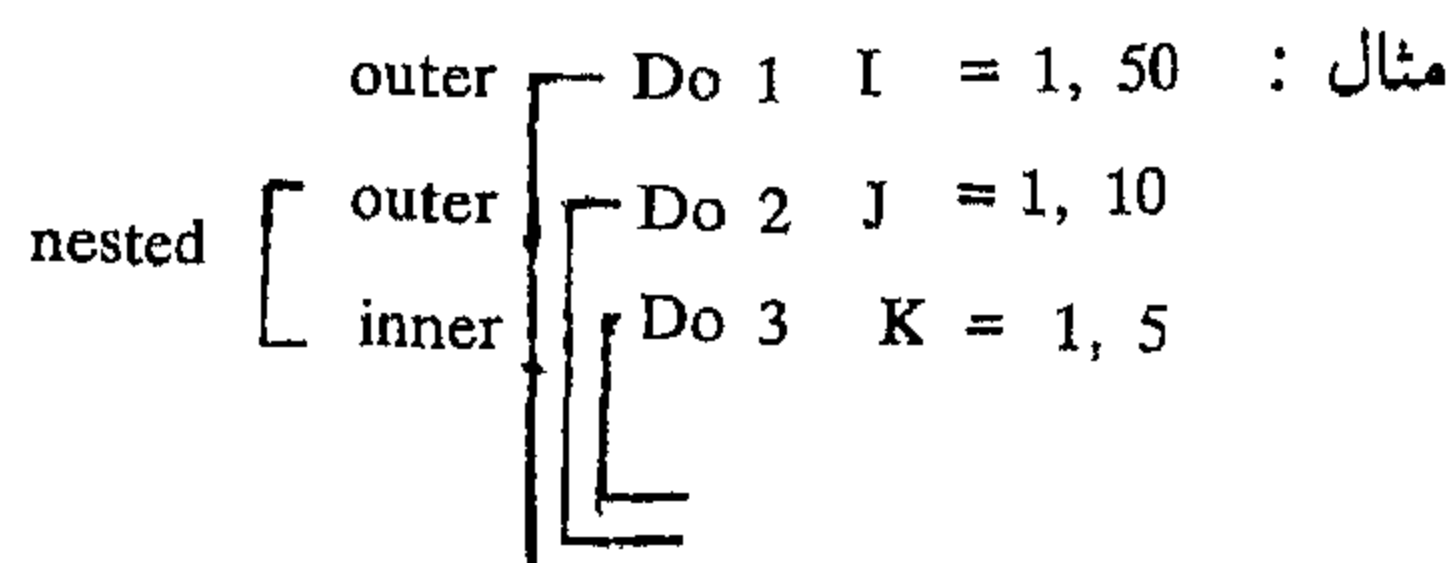 مثال :
outer Do 1 I = 1, 50
outer Do 2 J = 1, 10
nested
inner Do 3 K = 1, 5